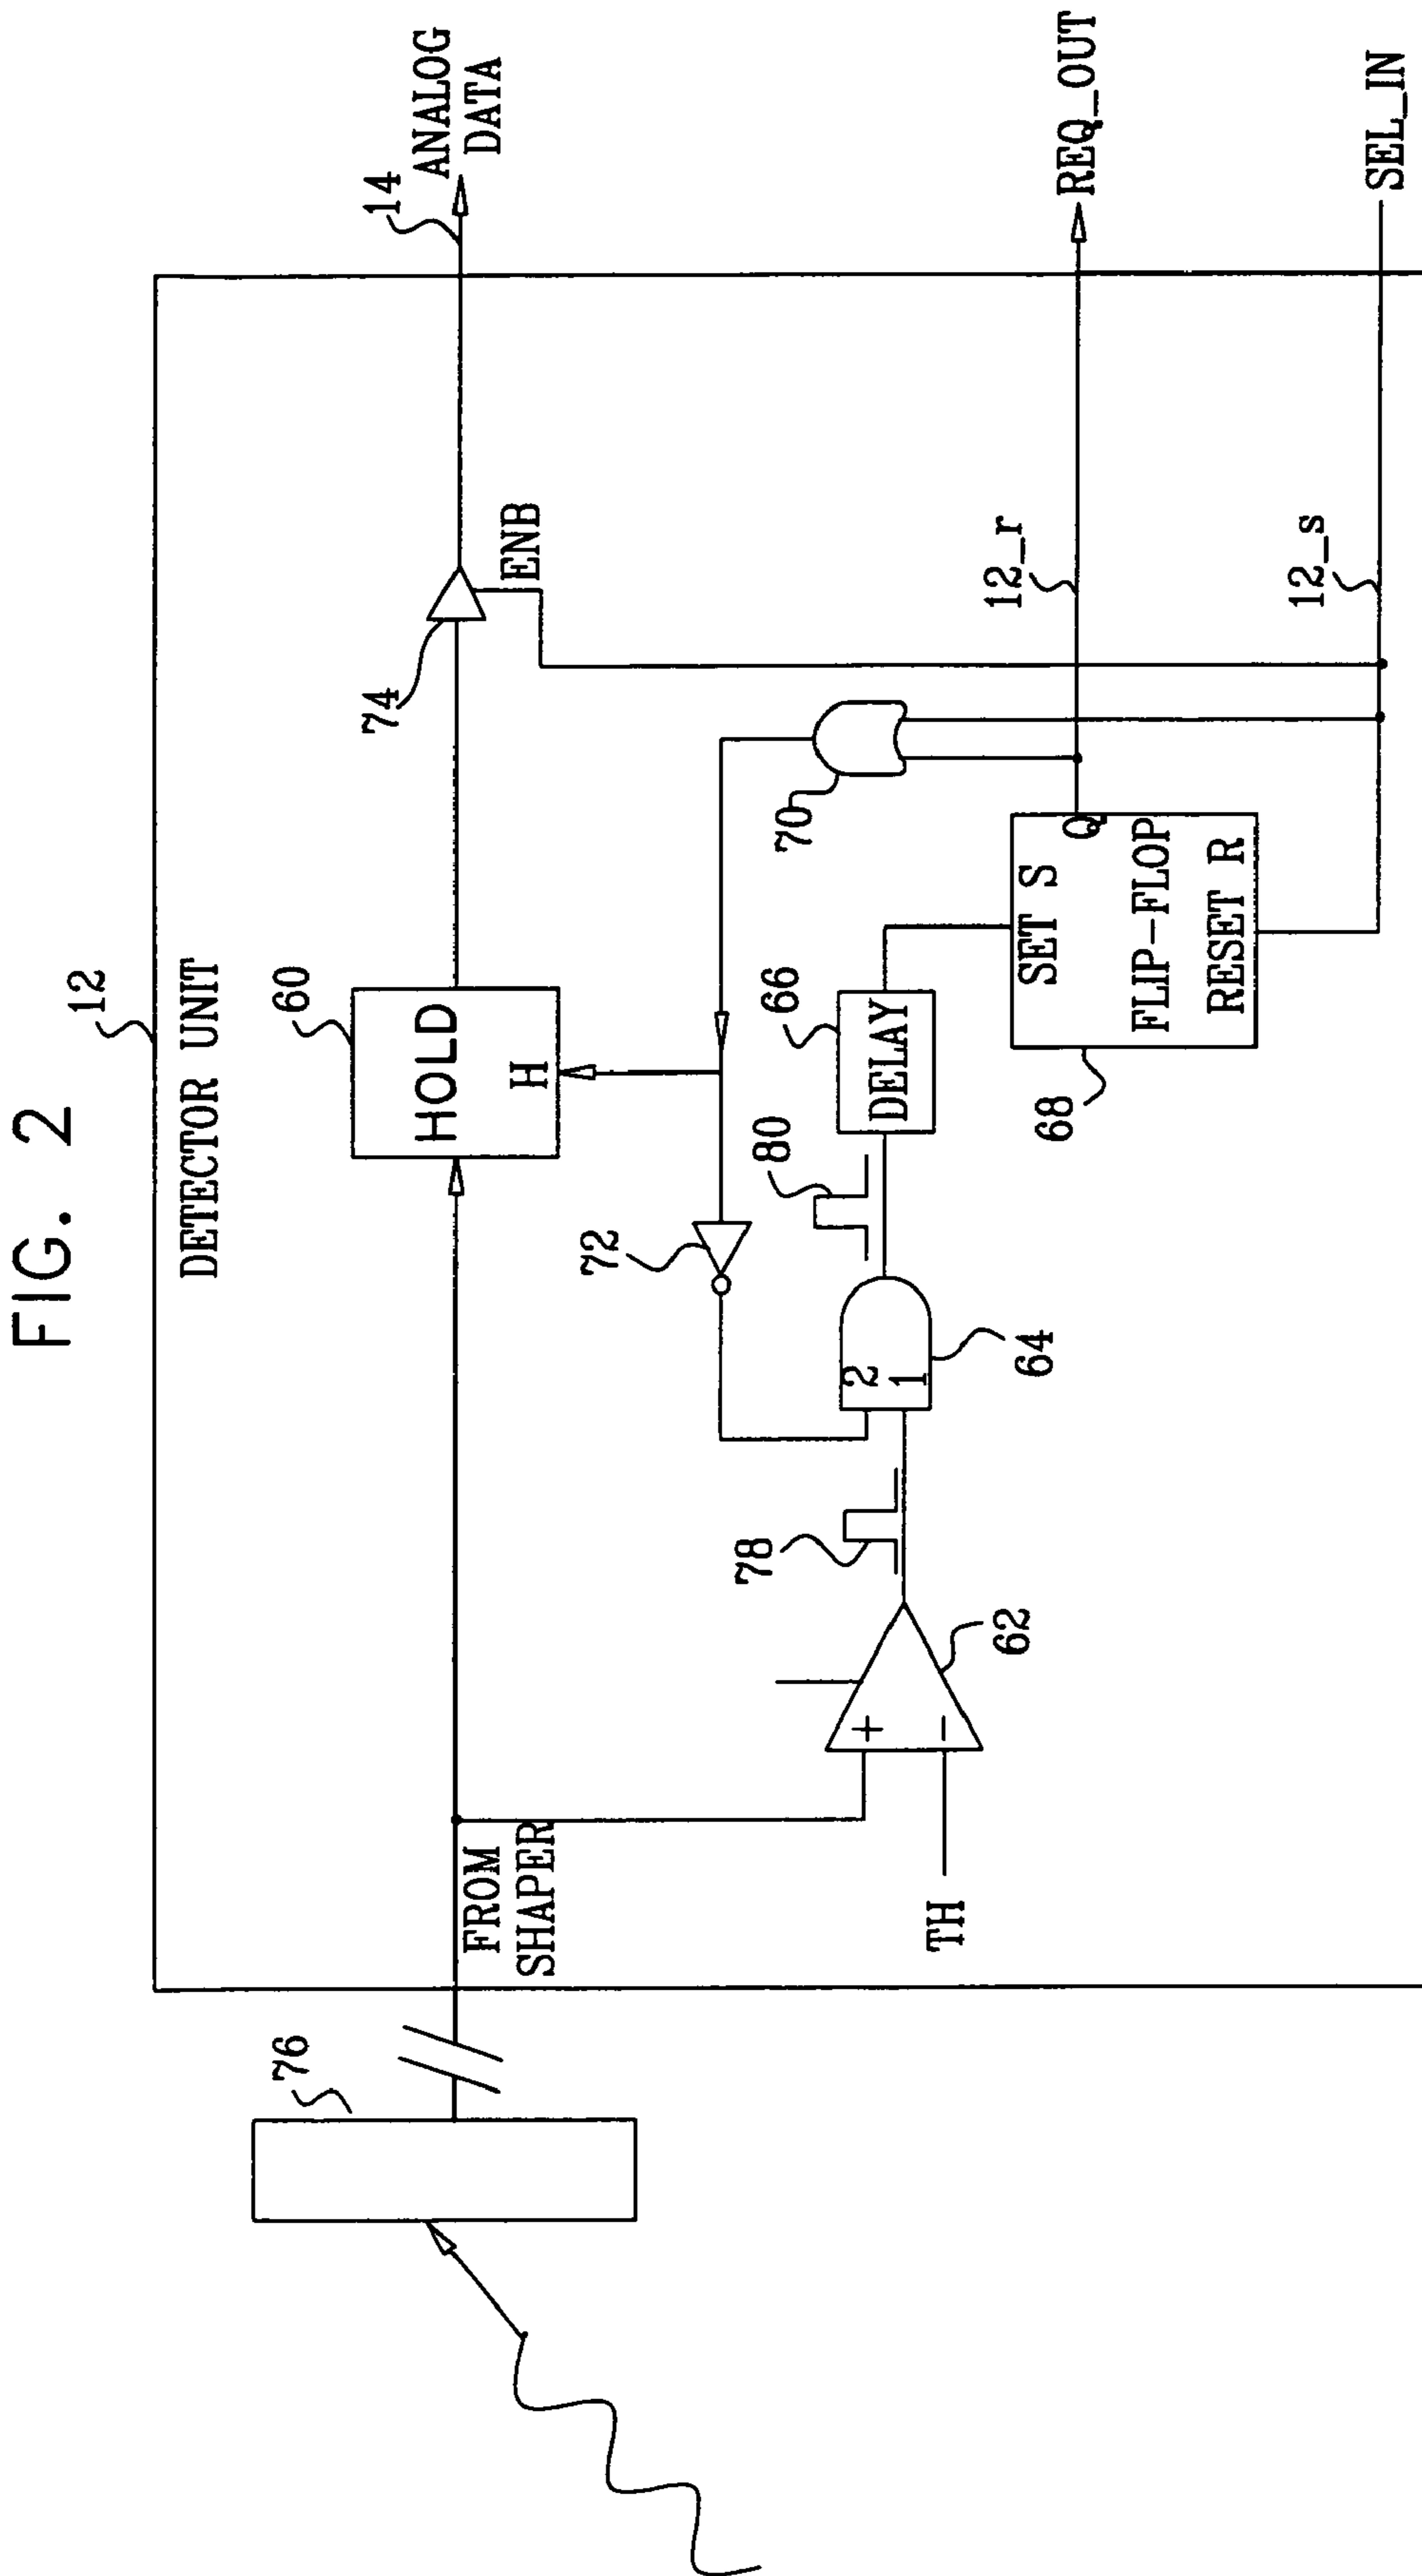 FIG. 2
12
DETECTOR UNIT
76
FROM
SHAPER
60
HOLD
H
74
ENB
14
ANALOG
DATA
TH
+
−
62
78
72
2
1
64
80
66
DELAY
70
68
SET S
Q
FLIP-FLOP
RESET R
12_r
REQ_OUT
12_s
SEL_IN